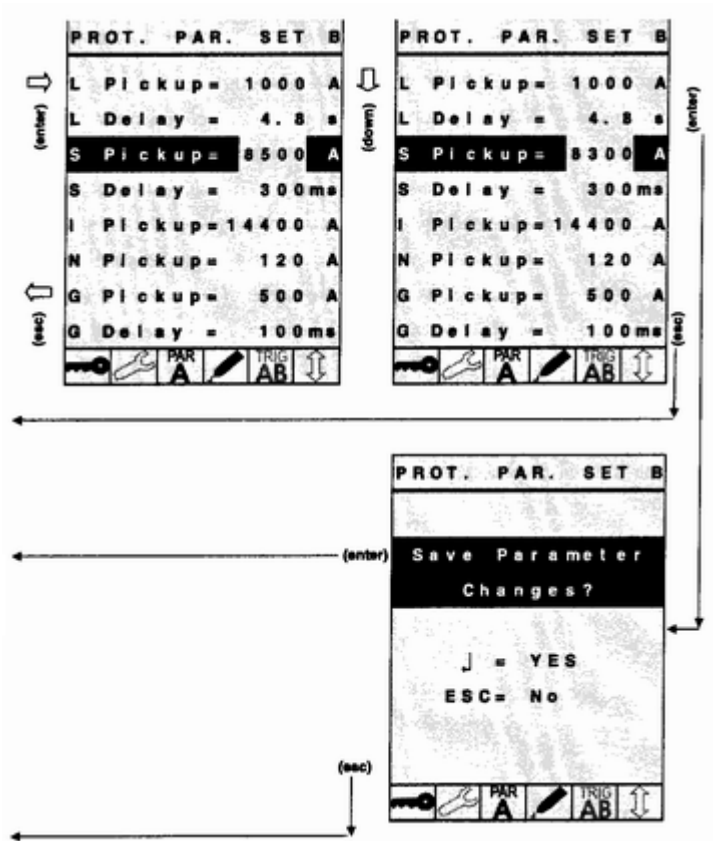 PROT. PAR. SET B
L Pickup= 1000 A
L Delay = 4.8 s
S Pickup= 8500 A
S Delay = 300ms
I Pickup=14400 A
N Pickup= 120 A
G Pickup= 500 A
G Delay = 100ms
PAR A TRIG AB
(enter)
(esc)
PROT. PAR. SET B
L Pickup= 1000 A
L Delay = 4.8 s
S Pickup= 8300 A
S Delay = 300ms
I Pickup=14400 A
N Pickup= 120 A
G Pickup= 500 A
G Delay = 100ms
PAR A TRIG AB
(down)
(enter)
(esc)
PROT. PAR. SET B
Save Parameter
Changes?
= YES
ESC= No
(enter)
(esc)
PAR A TRIG AB